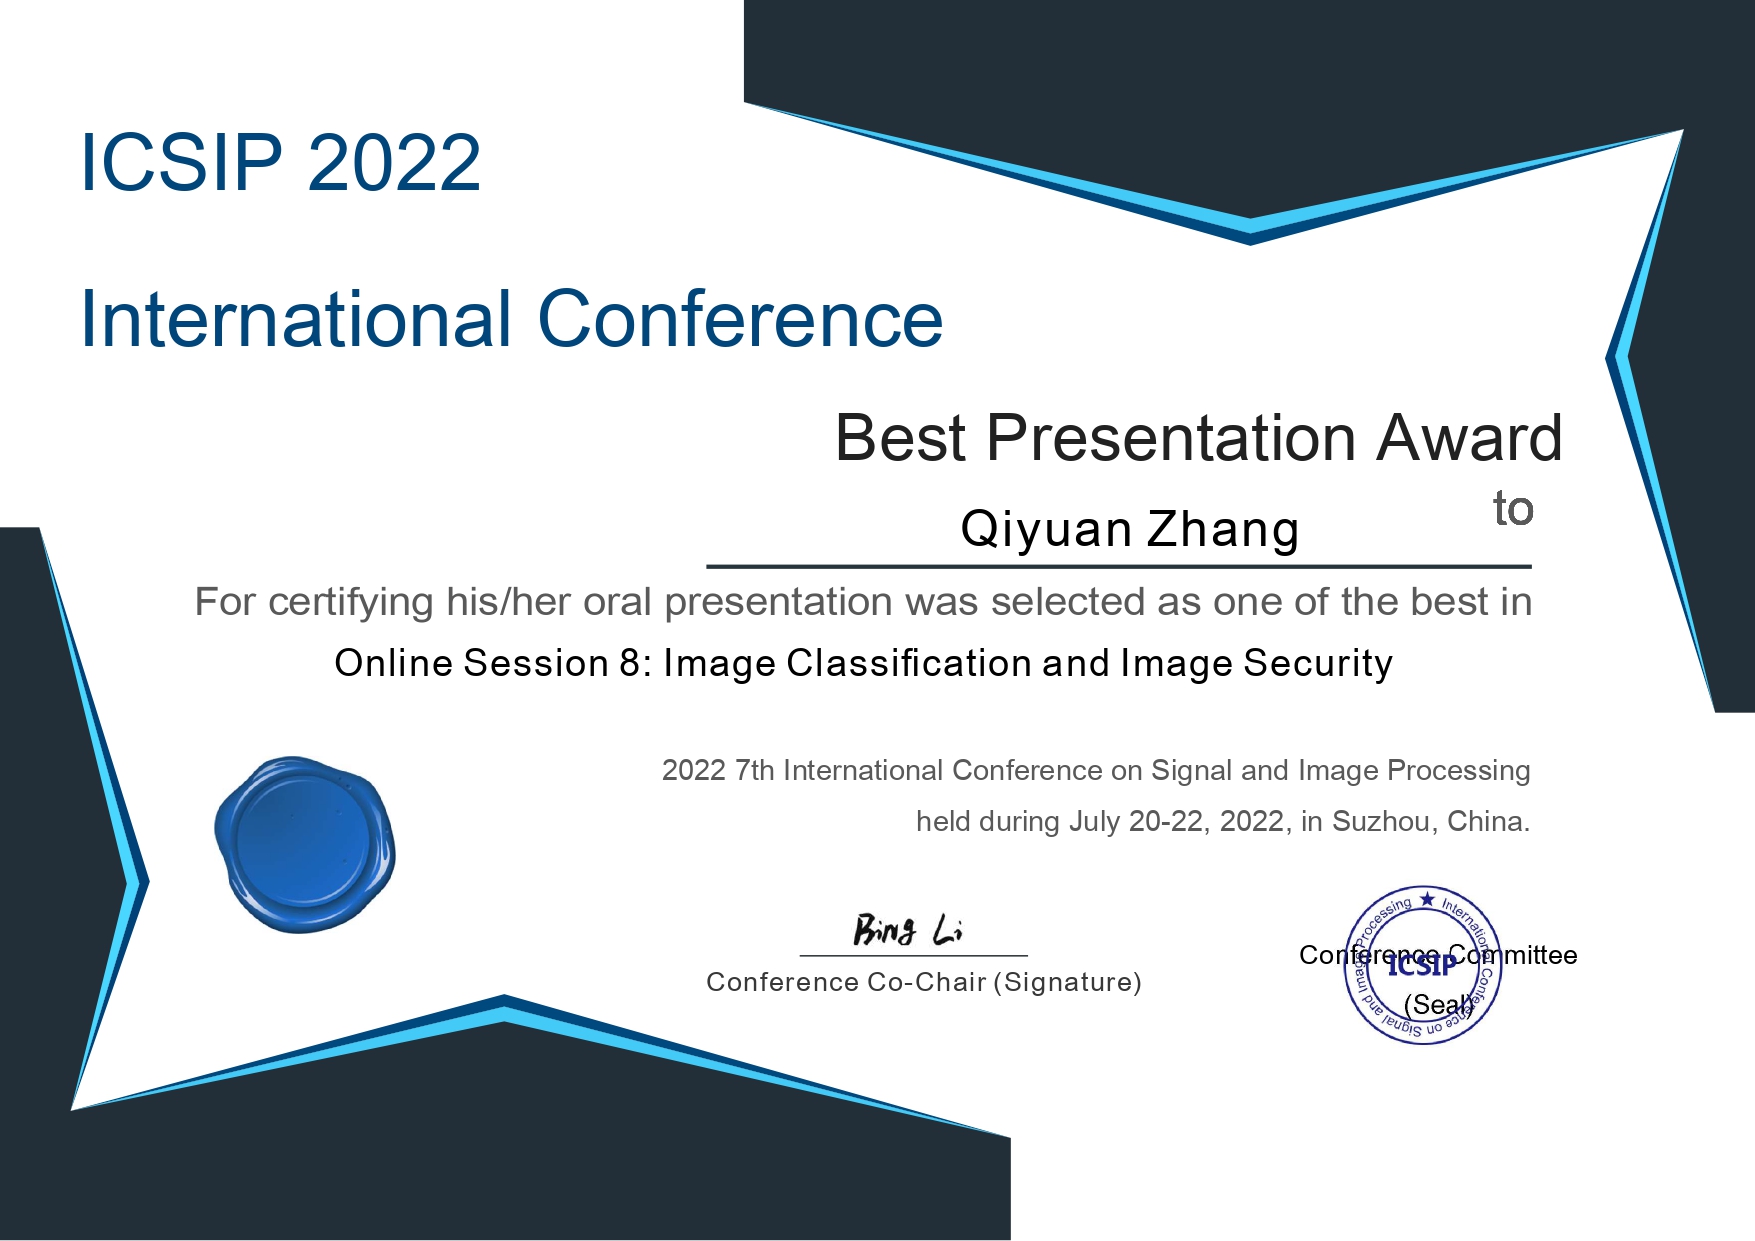 ICSIP 2022
International Conference
Best Presentation Award
to
Qiyuan Zhang
For certifying his/her oral presentation was selected as one of the best in
Online Session 8: Image Classification and Image Security
2022 7th International Conference on Signal and Image Processing
held during July 20-22, 2022, in Suzhou, China.
Bing Li
Conference Co-Chair (Signature)
Conference Committee
(Seal)
★ International Conference on Signal and Image Processing
ICSIP